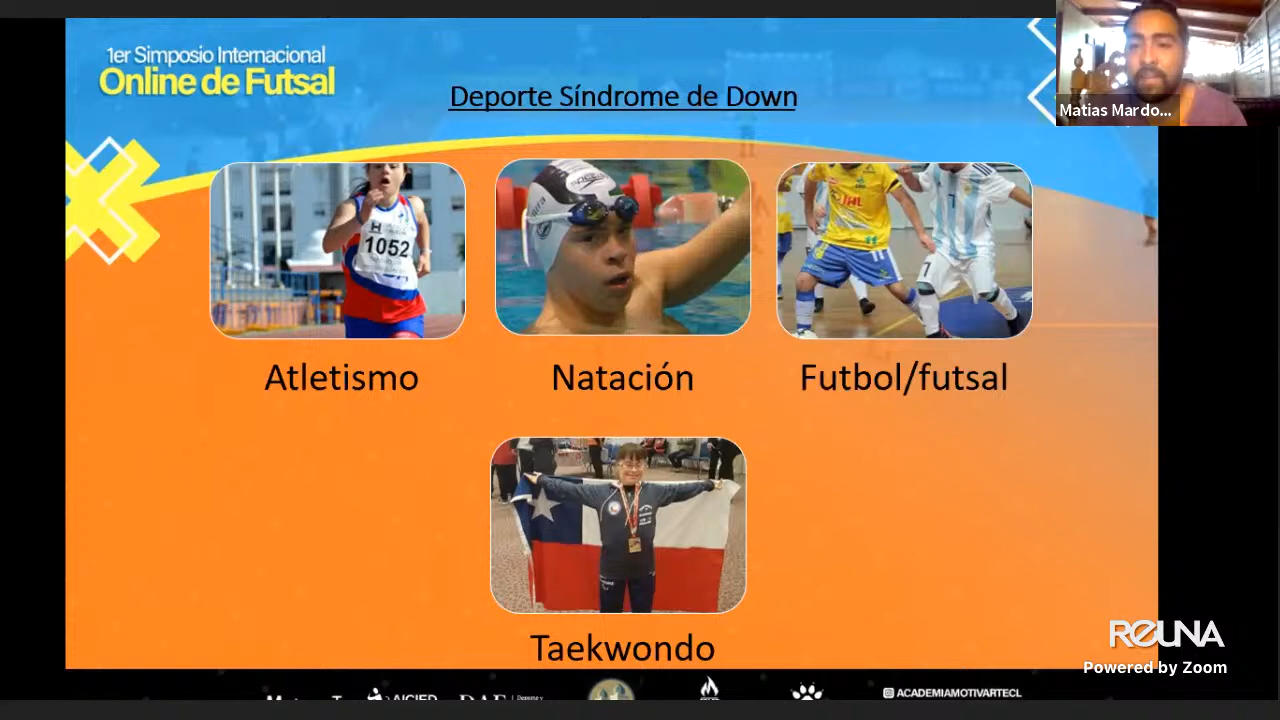 1er Simposio Internacional
Online de Futsal
Deporte Síndrome de Down
Matias Mardo...
1052
7
Atletismo
Natación
Futbol/futsal
Taekwondo
REUNA
Powered by Zoom
ACADEMIAMOTIVARTECL